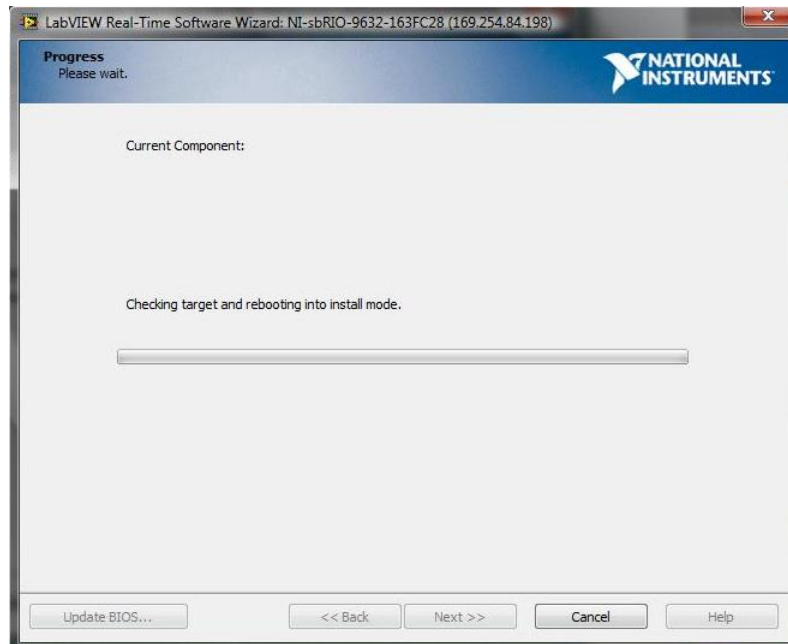 LabVIEW Real-Time Software Wizard: NI-sbRIO-9632-163FC28 (169.254.84.198)
Progress
Please wait.
NATIONAL
INSTRUMENTS
Current Component:
Checking target and rebooting into install mode.
Update BIOS...
<< Back
Next >>
Cancel
Help